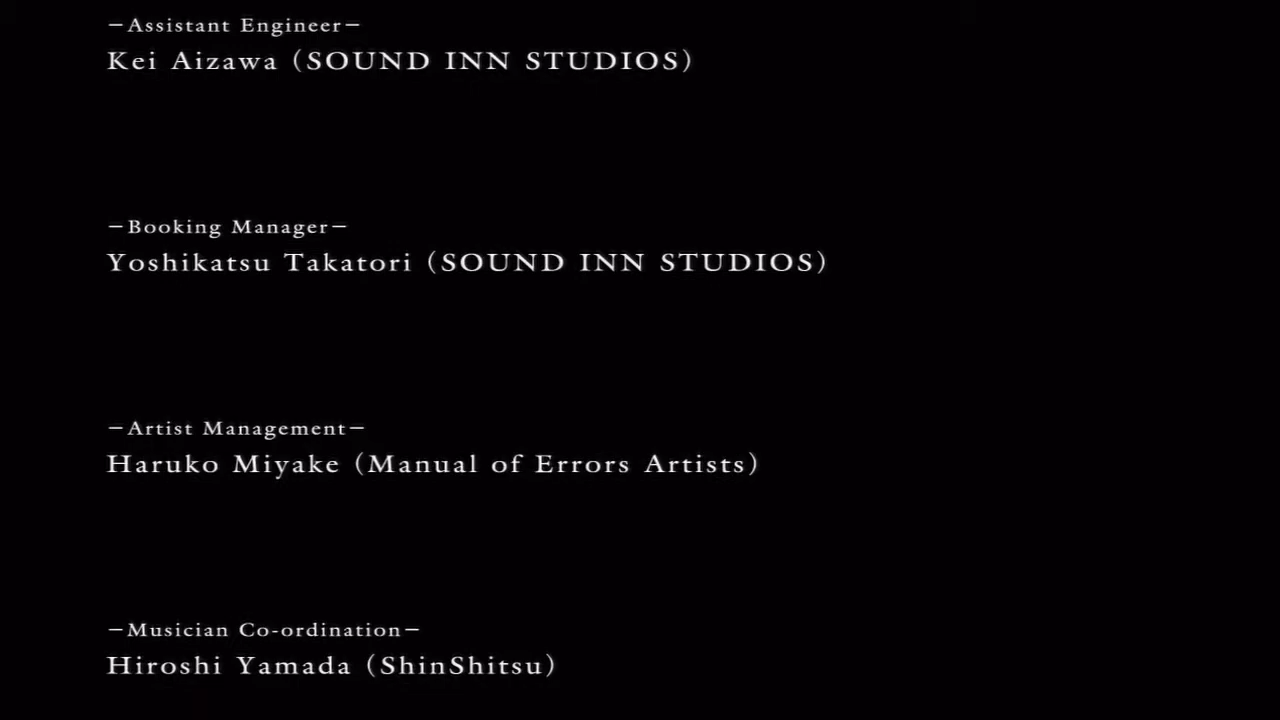 －Assistant Engineer－
Kei Aizawa (SOUND INN STUDIOS)
－Booking Manager－
Yoshikatsu Takatori (SOUND INN STUDIOS)
－Artist Management－
Haruko Miyake (Manual of Errors Artists)
－Musician Co-ordination－
Hiroshi Yamada (ShinShitsu)